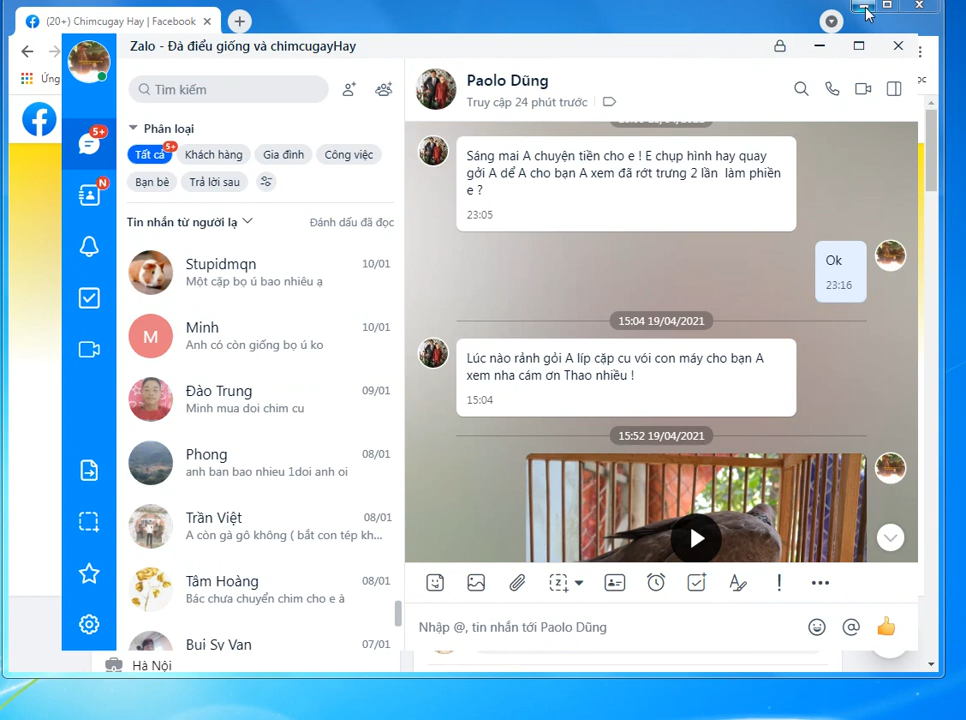 (20+) Chimcugay Hay | Facebook
Ứng
Zalo - Đà điểu giống và chimcugayHay
Tìm kiếm
Phân loại
Tất cả
5+
Khách hàng
Gia đình
Công việc
Bạn bè
Trả lời sau
5+
N
Tin nhắn từ người lạ
Đánh dấu đã đọc
Stupidmqn
10/01
Một cặp bọ ú bao nhiêu ạ
M
Minh
10/01
Anh có còn giống bọ ú ko
Đào Trung
09/01
Minh mua doi chim cu
Phong
08/01
anh ban bao nhieu 1doi anh oi
Trần Việt
08/01
A còn gà gô không ( bắt con tép kh...
Tâm Hoàng
08/01
Bác chưa chuyển chim cho e à
Bui Sy Van
07/01
Hà Nội
Paolo Dũng
Truy cập 24 phút trước
Sáng mai A chuyện tiền cho e ! E chụp hình hay quay
gởi A dể A cho bạn A xem đã rớt trưng 2 lần làm phiền
e ?
23:05
Ok
23:16
15:04 19/04/2021
Lúc nào rảnh gỏi A líp cặp cu vói con máy cho bạn A
xem nha cám ơn Thao nhiều !
15:04
15:52 19/04/2021
Nhập @, tin nhắn tới Paolo Dũng